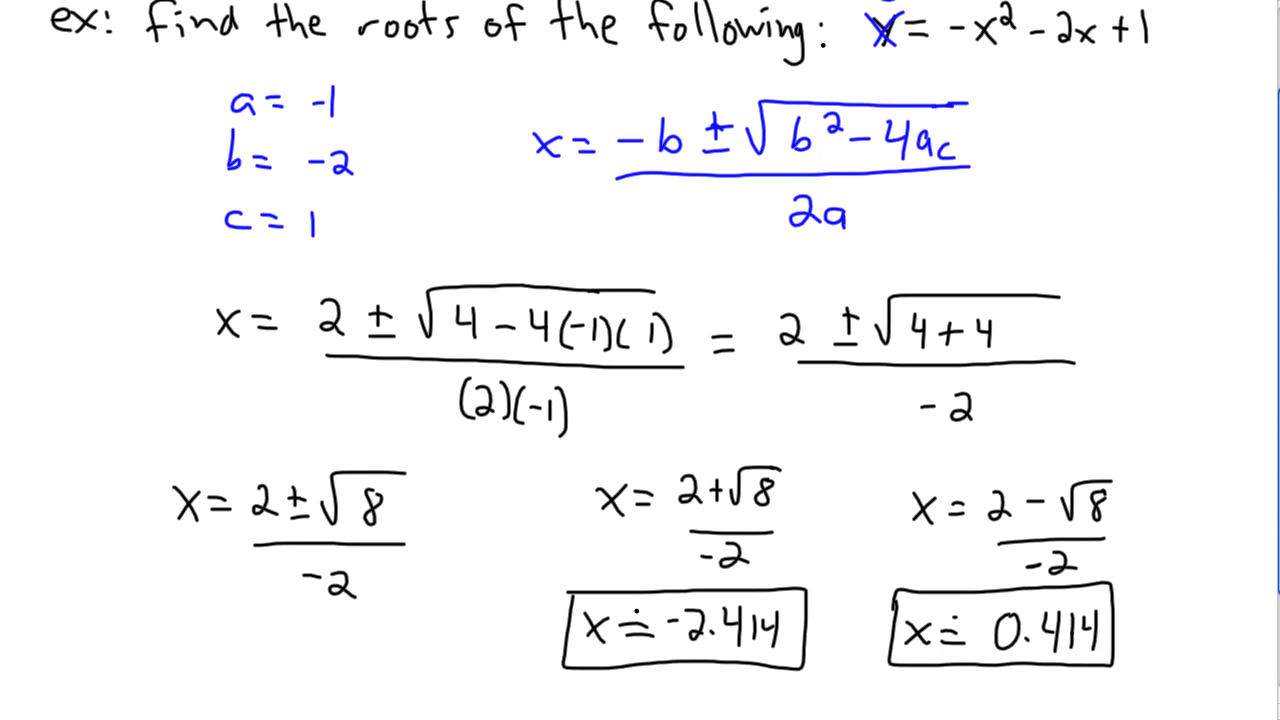 ex: find the roots of the following: x = -x² - 2x + 1
a = -1
b = -2
c = 1
x = (-b ± √(b² - 4ac)) / 2a
x = (2 ± √(4 - 4(-1)(1))) / (2)(-1) = (2 ± √(4 + 4)) / -2
x = (2 ± √8) / -2
x = (2 + √8) / -2
x ≐ -2.414
x = (2 - √8) / -2
x ≐ 0.414